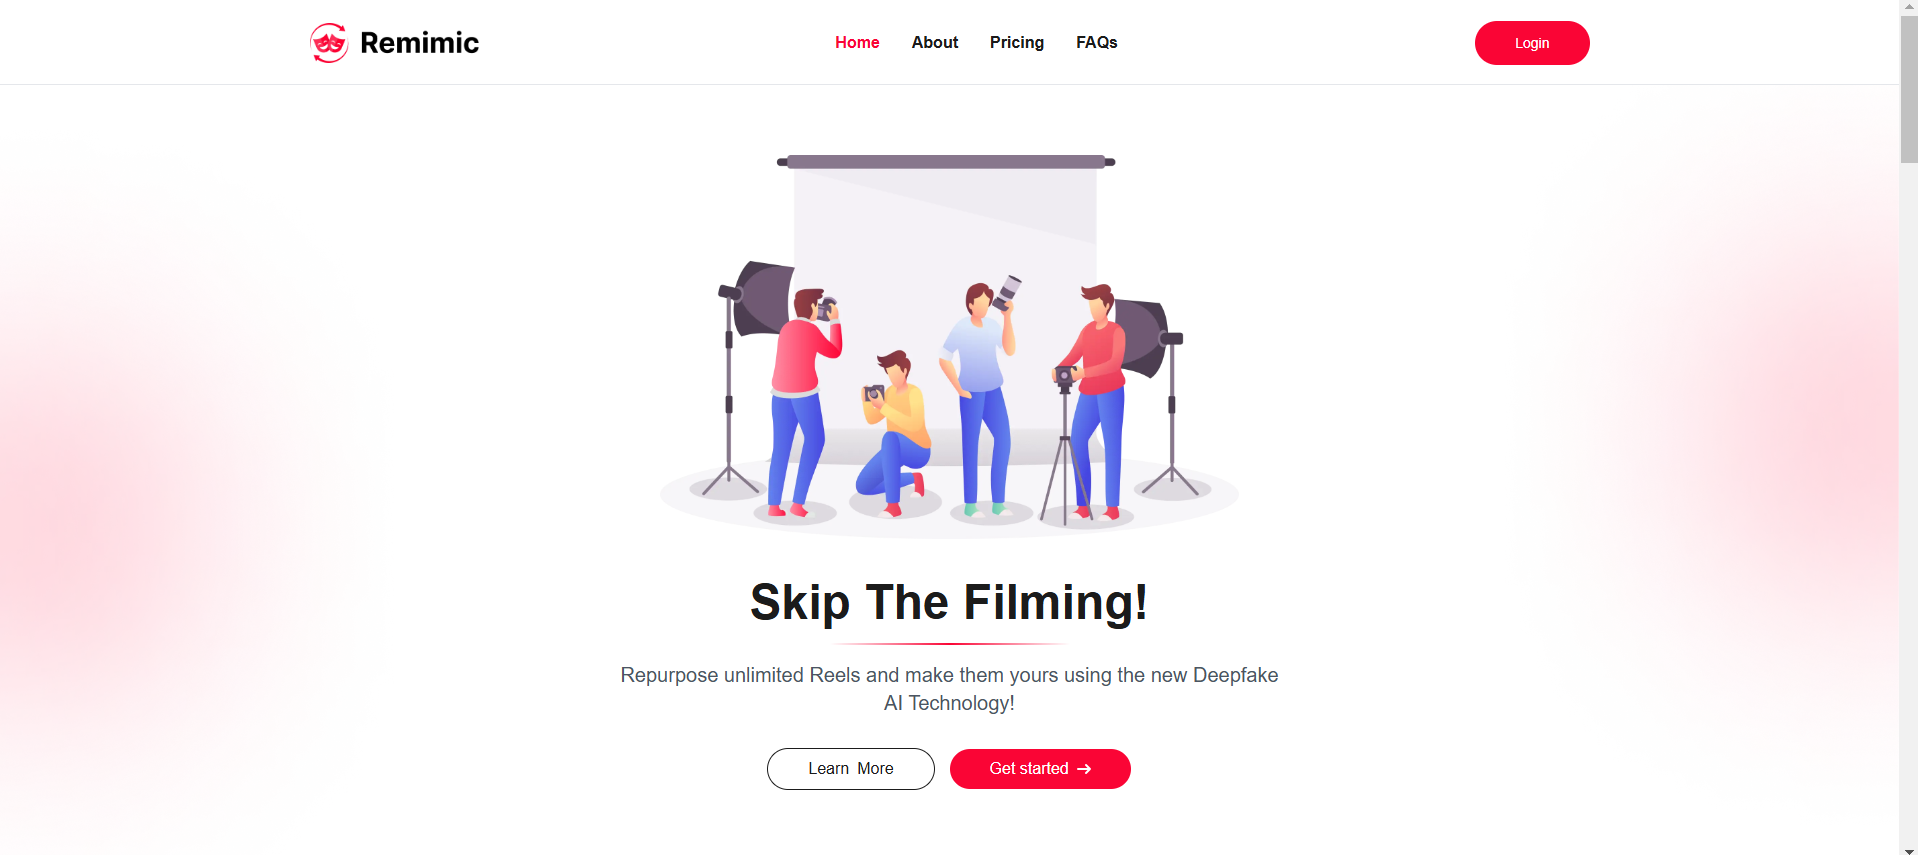 Remimic
Home About Pricing FAQs
Login
Skip The Filming!
Repurpose unlimited Reels and make them yours using the new Deepfake
AI Technology!
Learn More
Get started →